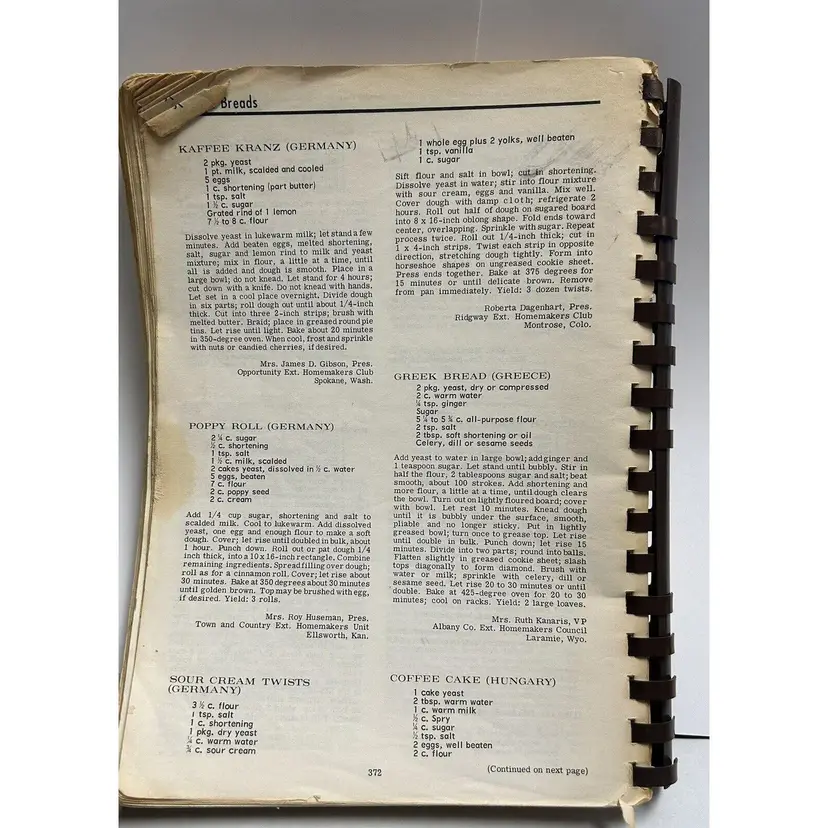 Breads
KAFFEE KRANZ (GERMANY)
2 pkg. yeast
1 pt. milk, scalded and cooled
5 eggs
1 c. shortening (part butter)
1 tsp. salt
1 ½ c. sugar
Grated rind of 1 lemon
7 ½ to 8 c. flour
Dissolve yeast in lukewarm milk; let stand a few
minutes. Add beaten eggs, melted shortening,
salt, sugar and lemon rind to milk and yeast
mixture; mix in flour, a little at a time, until
all is added and dough is smooth. Place in a
large bowl; do not knead. Let stand for 4 hours;
cut down with a knife. Do not knead with hands.
Let set in a cool place overnight. Divide dough
in six parts; roll dough out until about 1/4-inch
thick. Cut into three 2-inch strips; brush with
melted butter. Braid; place in greased round pie
tins. Let rise until light. Bake about 20 minutes
in 350-degree oven. When cool, frost and sprinkle
with nuts or candied cherries, if desired.
Mrs. James D. Gibson, Pres.
Opportunity Ext. Homemakers Club
Spokane, Wash.
POPPY ROLL (GERMANY)
2 ¼ c. sugar
½ c. shortening
1 tsp. salt
1 ½ c. milk, scalded
2 cakes yeast, dissolved in ½ c. water
5 eggs, beaten
7 c. flour
2 c. poppy seed
2 c. cream
Add 1/4 cup sugar, shortening and salt to
scalded milk. Cool to lukewarm. Add dissolved
yeast, one egg and enough flour to make a soft
dough. Cover; let rise until doubled in bulk, about
1 hour. Punch down. Roll out or pat dough 1/4
inch thick, into a 10 x 16-inch rectangle. Combine
remaining ingredients. Spread filling over dough;
roll as for a cinnamon roll. Cover; let rise about
30 minutes. Bake at 350 degrees about 30 minutes
until golden brown. Top may be brushed with egg,
if desired. Yield: 3 rolls.
Mrs. Roy Huseman, Pres.
Town and Country Ext. Homemakers Unit
Ellsworth, Kan.
SOUR CREAM TWISTS
(GERMANY)
3 ½ c. flour
1 tsp. salt
1 c. shortening
1 pkg. dry yeast
¼ c. warm water
¾ c. sour cream
1 whole egg plus 2 yolks, well beaten
1 tsp. vanilla
1 c. sugar
Sift flour and salt in bowl; cut in shortening.
Dissolve yeast in water; stir into flour mixture
with sour cream, eggs and vanilla. Mix well.
Cover dough with damp cloth; refrigerate 2
hours. Roll out half of dough on sugared board
into 8 x 16-inch oblong shape. Fold ends toward
center, overlapping. Sprinkle with sugar. Repeat
process twice. Roll out 1/4-inch thick; cut in
1 x 4-inch strips. Twist each strip in opposite
direction, stretching dough tightly. Form into
horseshoe shapes on ungreased cookie sheet.
Press ends together. Bake at 375 degrees for
15 minutes or until delicate brown. Remove
from pan immediately. Yield: 3 dozen twists.
Roberta Dagenhart, Pres.
Ridgway Ext. Homemakers Club
Montrose, Colo.
GREEK BREAD (GREECE)
2 pkg. yeast, dry or compressed
2 c. warm water
¼ tsp. ginger
Sugar
5 ¼ to 5 ¾ c. all-purpose flour
2 tsp. salt
2 tbsp. soft shortening or oil
Celery, dill or sesame seeds
Add yeast to water in large bowl; add ginger and
1 teaspoon sugar. Let stand until bubbly. Stir in
half the flour, 2 tablespoons sugar and salt; beat
smooth, about 100 strokes. Add shortening and
more flour, a little at a time, until dough clears
the bowl. Turn out on lightly floured board; cover
with bowl. Let rest 10 minutes. Knead dough
until it is bubbly under the surface, smooth,
pliable and no longer sticky. Put in lightly
greased bowl; turn once to grease top. Let rise
until double in bulk. Punch down; let rise 15
minutes. Divide into two parts; round into balls.
Flatten slightly in greased cookie sheet; slash
tops diagonally to form diamond. Brush with
water or milk; sprinkle with celery, dill or
sesame seed. Let rise 20 to 30 minutes or until
double. Bake at 425-degree oven for 20 to 30
minutes; cool on racks. Yield: 2 large loaves.
Mrs. Ruth Kanaris, VP
Albany Co. Ext. Homemakers Council
Laramie, Wyo.
COFFEE CAKE (HUNGARY)
1 cake yeast
2 tbsp. warm water
1 c. warm milk
½ c. Spry
¼ c. sugar
½ tsp. salt
2 eggs, well beaten
2 c. flour
(Continued on next page)
372